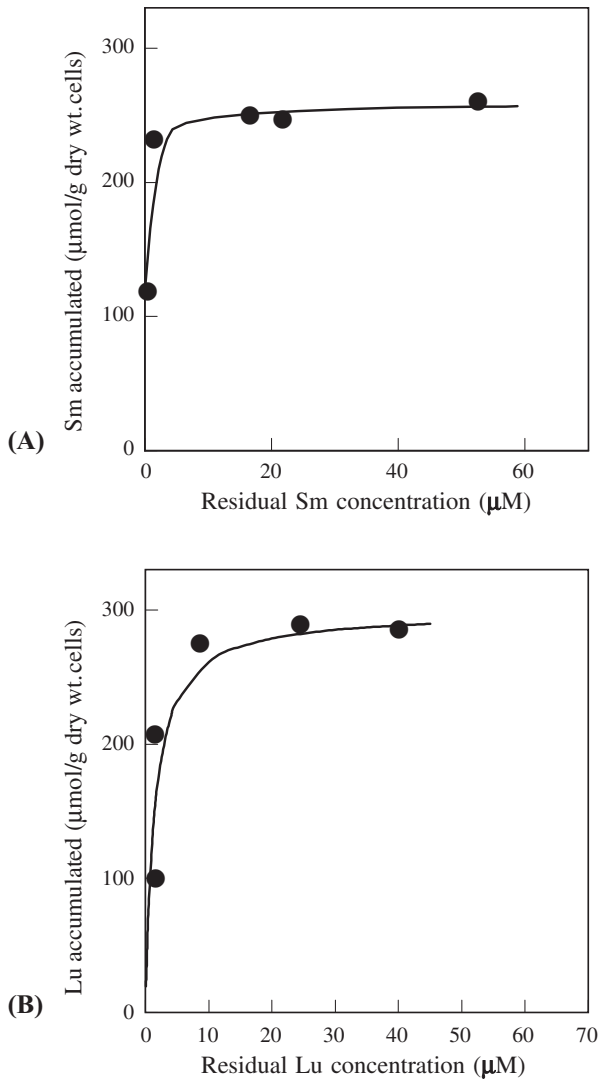 (A)
Sm accumulated (μmol/g dry wt.cells)
300
200
100
0
0 20 40 60
Residual Sm concentration (μM)
(B)
Lu accumulated (μmol/g dry wt.cells)
300
200
100
0
0 10 20 30 40 50 60 70
Residual Lu concentration (μM)